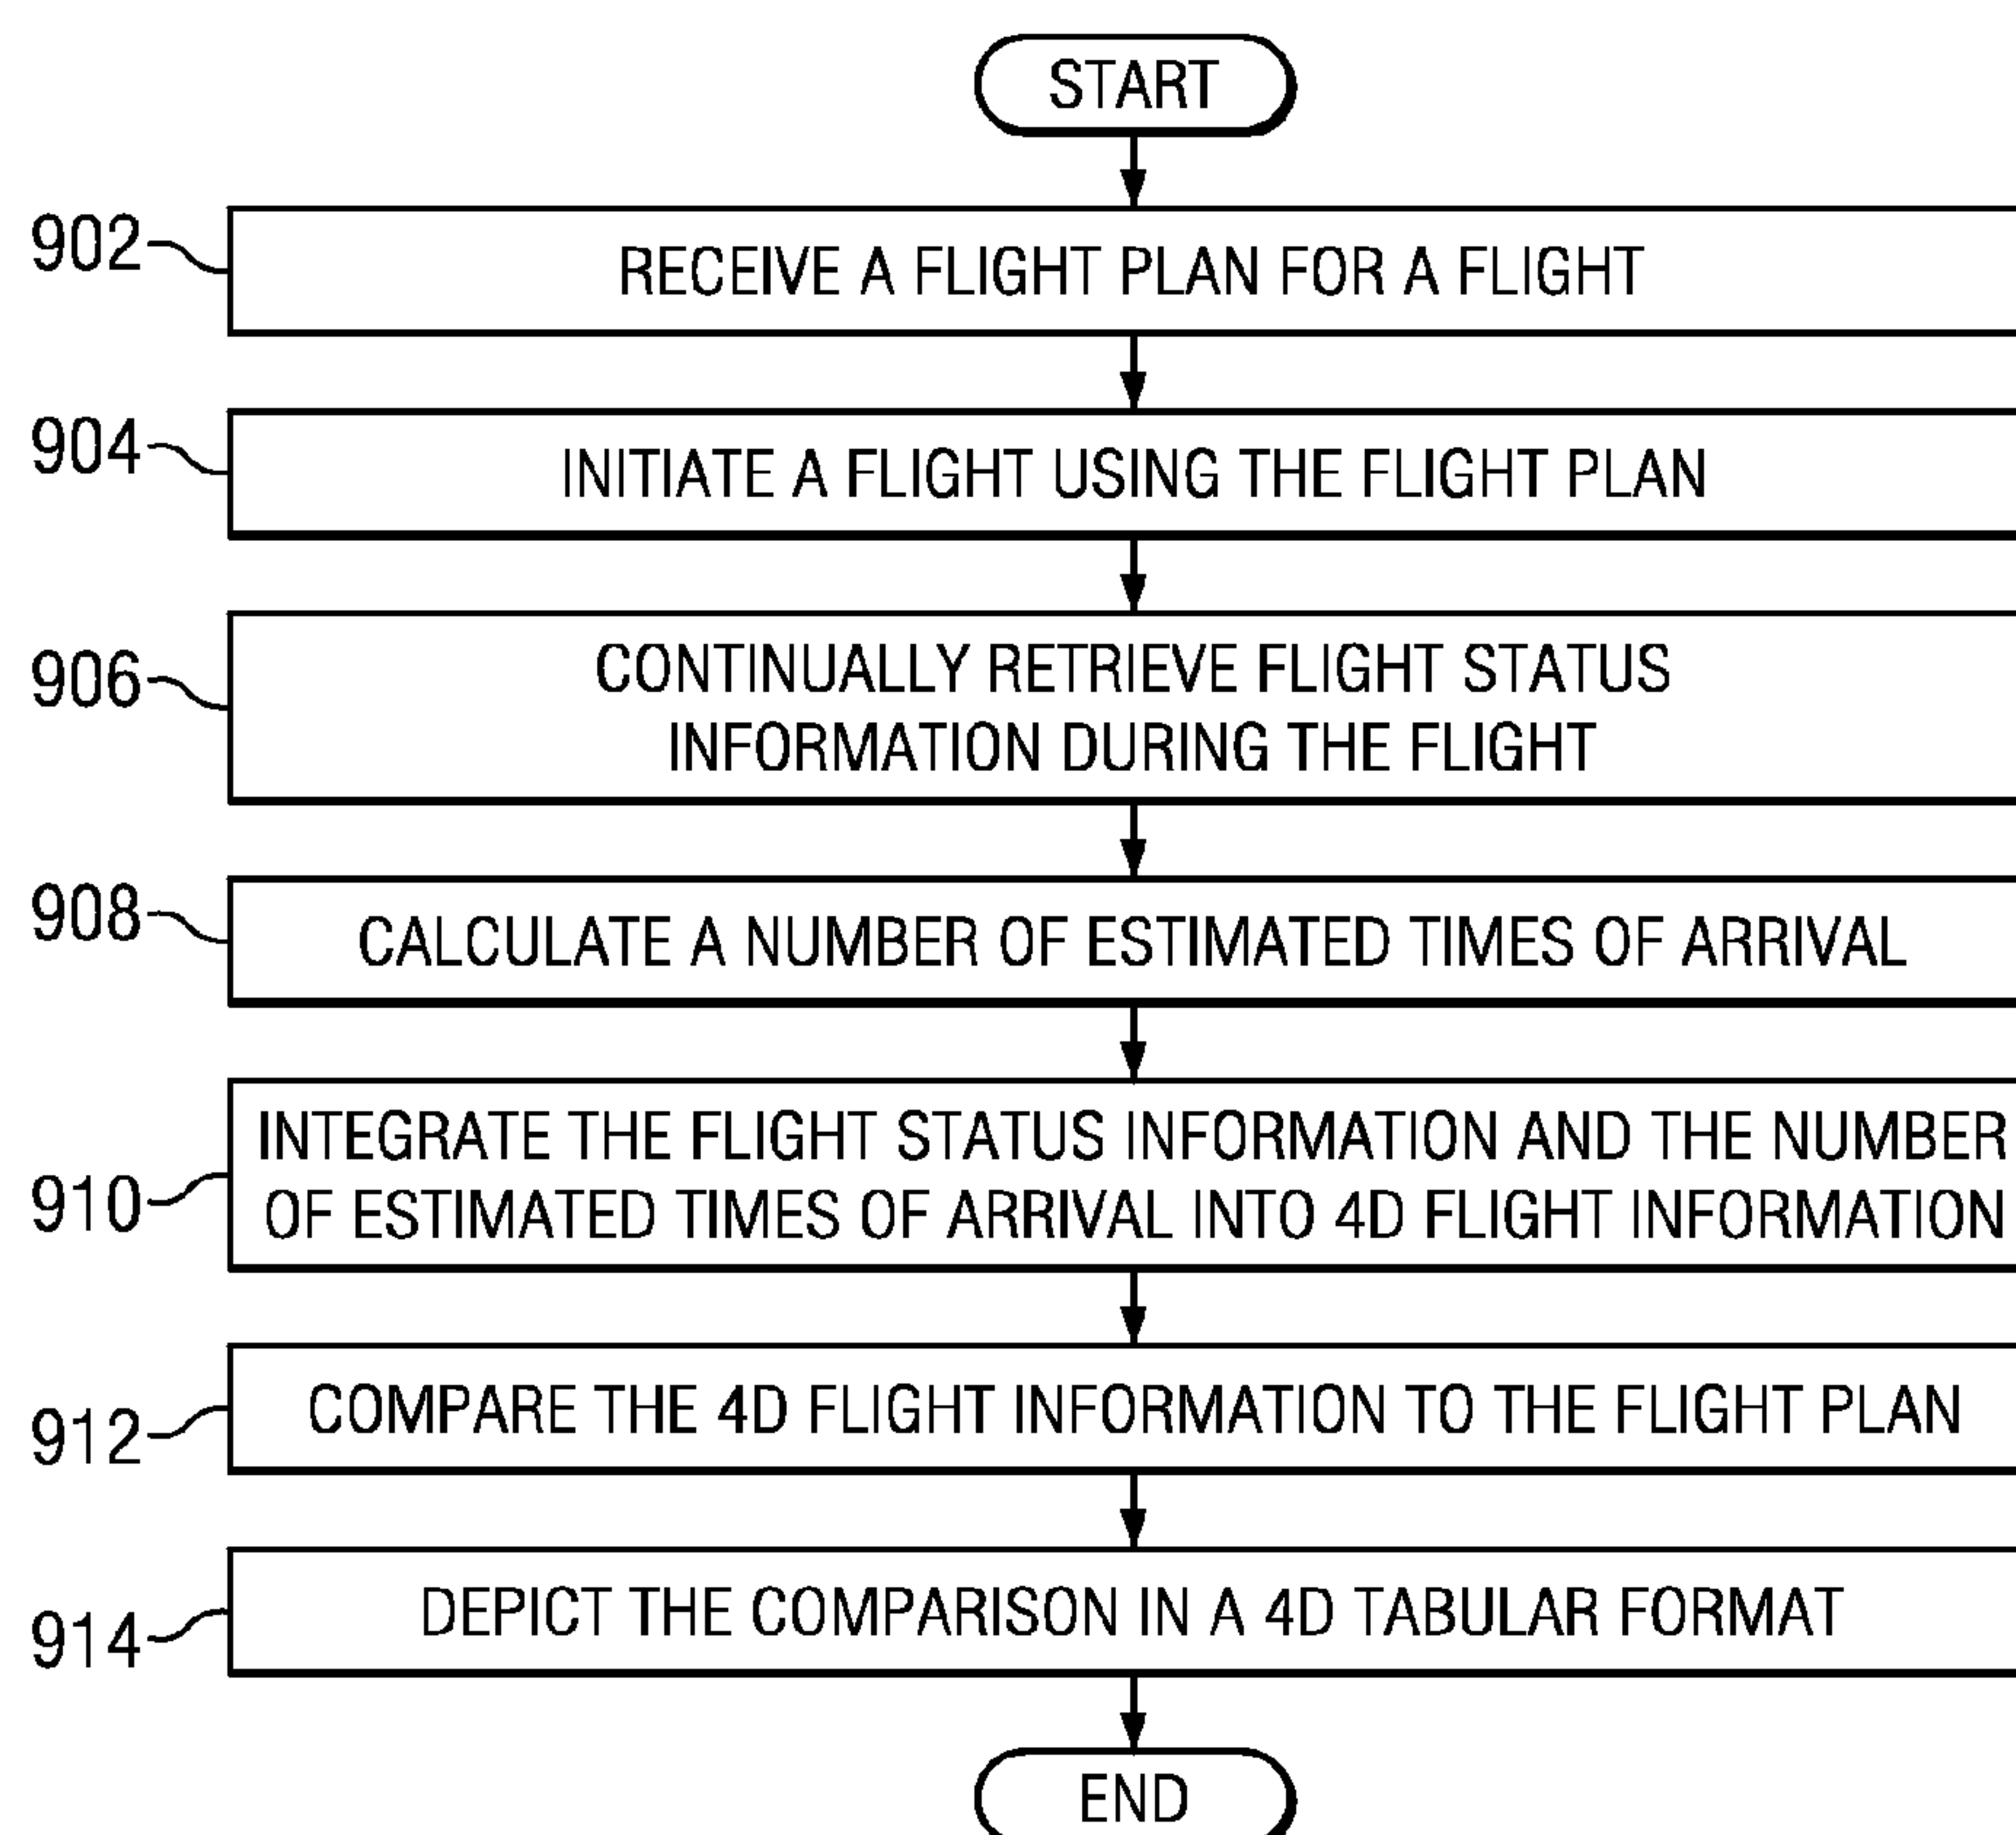 START
902
RECEIVE A FLIGHT PLAN FOR A FLIGHT
904
INITIATE A FLIGHT USING THE FLIGHT PLAN
906
CONTINUALLY RETRIEVE FLIGHT STATUS
INFORMATION DURING THE FLIGHT
908
CALCULATE A NUMBER OF ESTIMATED TIMES OF ARRIVAL
910
INTEGRATE THE FLIGHT STATUS INFORMATION AND THE NUMBER
OF ESTIMATED TIMES OF ARRIVAL INTO 4D FLIGHT INFORMATION
912
COMPARE THE 4D FLIGHT INFORMATION TO THE FLIGHT PLAN
914
DEPICT THE COMPARISON IN A 4D TABULAR FORMAT
END